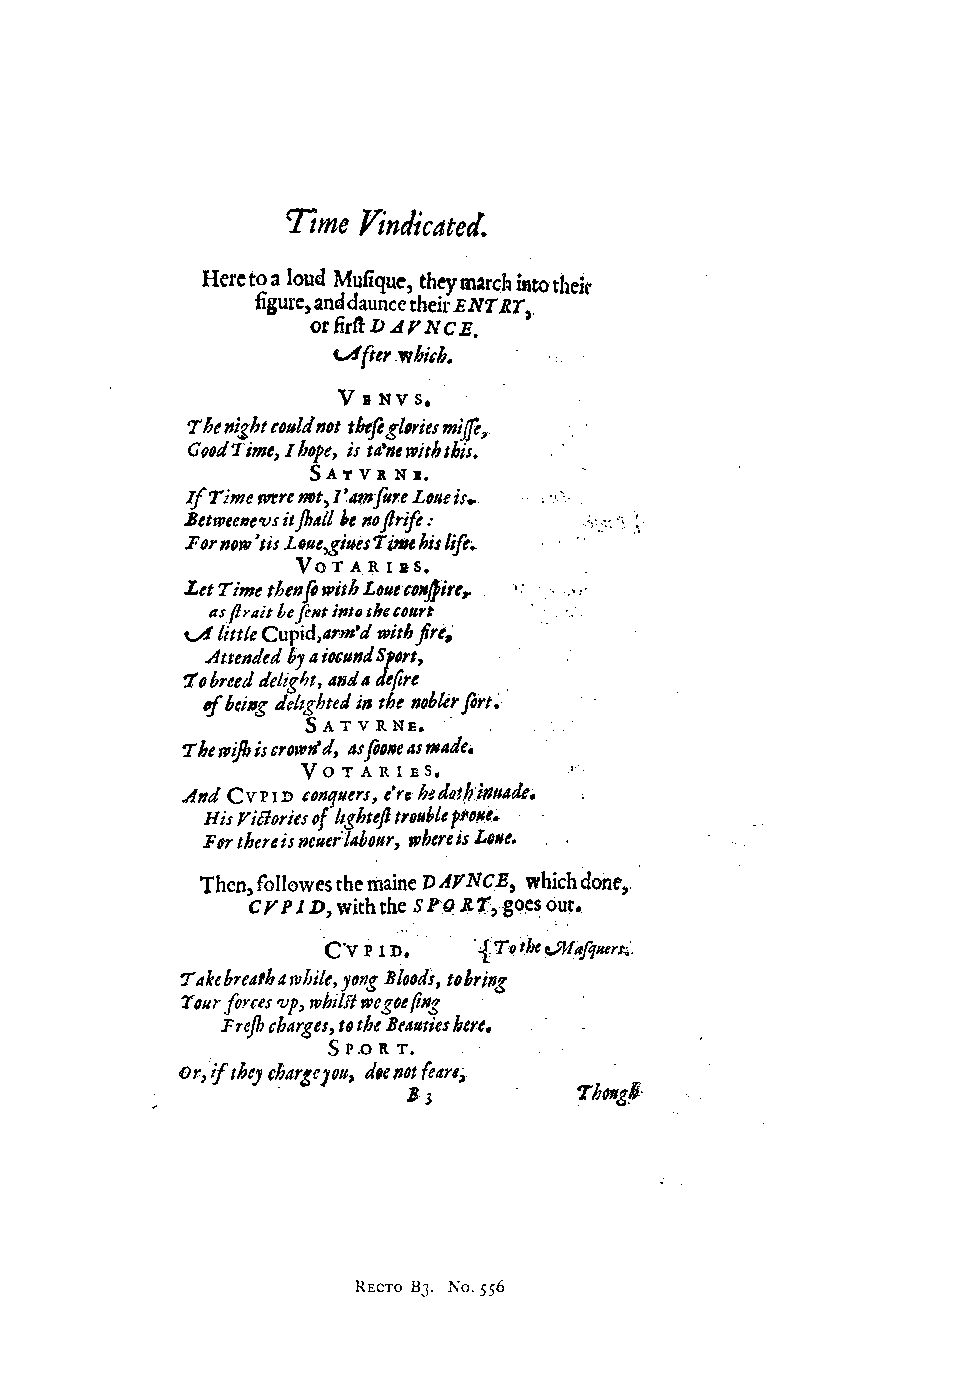 Time Vindicated.
Here to a loud Muſique, they march into their
figure, and daunce their ENTRY,
or firſt DAVNCE.
After which.
VENVS.
The night could not theſe glories miſſe,
Good Time, I hope, is ta'ne with this.
SATVRNE.
If Time were not, I'am ſure Loue is.
Betweene vs it ſhall be no ſtrife:
For now 'tis Loue, giues Time his life.
VOTARIES.
Let Time then ſo with Loue conſpire,
as ſtrait be ſent into the court
A little Cupid, arm'd with fire,
Attended by a iocund Sport,
To breed delight, and a deſire
of being delighted in the nobler ſort.
SATVRNE.
The wiſh is crown'd, as ſoone as made.
VOTARIES.
And CVPID conquers, e're he doth inuade.
His Victories of lighteſt trouble proue.
For there is neuer labour, where is Loue.
Then, followes the maine DAVNCE, which done,
CVPID, with the SPORT, goes out.
CVPID. {To the Maſquers.
Take breath a while, yong Bloods, to bring
Your forces vp, whilſt we goe ſing
Freſh charges, to the Beauties here.
SPORT.
Or, if they charge you, doe not feare,
B3 Though
RECTO B3. NO. 556